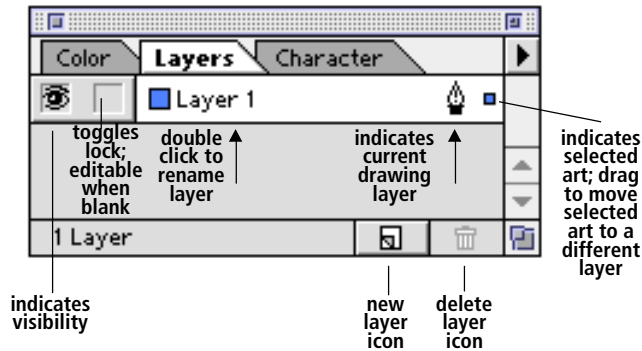 Color Layers Character
Layer 1
toggles
lock;
editable
when
blank
double
click to
rename
layer
indicates
current
drawing
layer
indicates
selected
art; drag
to move
selected
art to a
different
layer
1 Layer
indicates
visibility
new
layer
icon
delete
layer
icon